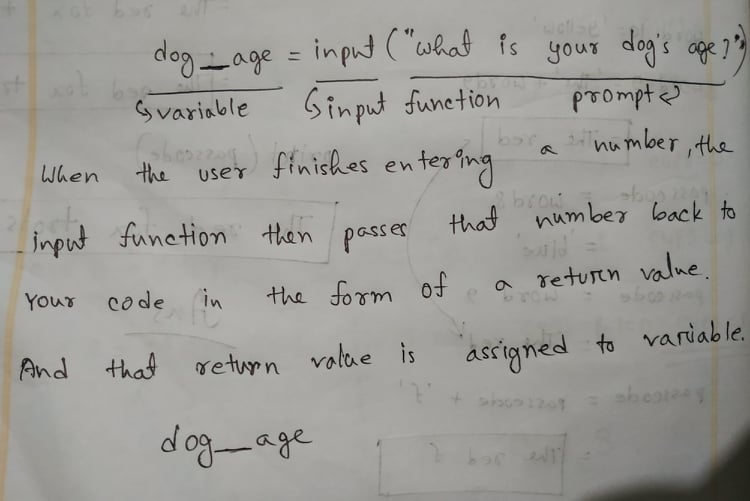 dog_age = input ("what is your dog's age?")
↳ variable ↳ input function prompt ↲
When the user finishes entering a number, the
input function then passes that number back to
Your code in the form of a return value.
And that return value is assigned to variable.
dog_age